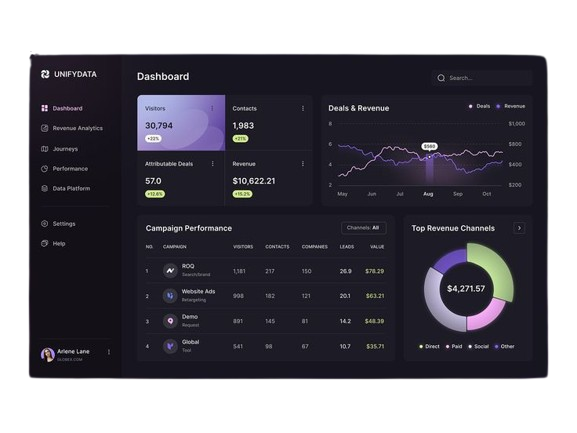 UNIFYDATA
Dashboard
Revenue Analytics
Journeys
Performance
Data Platform
Settings
Help
Arlene Lane
GLOBEX.COM
Dashboard
Search...
Visitors
30,794
+22%
Contacts
1,983
+21%
Attributable Deals
57.0
+12.6%
Revenue
$10,622.21
+15.2%
Deals & Revenue
Deals Revenue
8 $1,000
6 $600
4 $400
2 $200
$560
May Jun Jul Aug Sep Oct
Campaign Performance
Channels: All
NO. CAMPAIGN VISITORS CONTACTS COMPANIES LEADS VALUE
1 ROQ 1,181 217 150 26.9 $78.29
2 Website Ads 998 182 121 20.1 $63.21
Retargeting
3 Demo 891 145 81 14.2 $48.39
Request
4 Global 541 98 67 10.7 $35.71
Tool
Top Revenue Channels
$4,271.57
Direct Paid Social Other